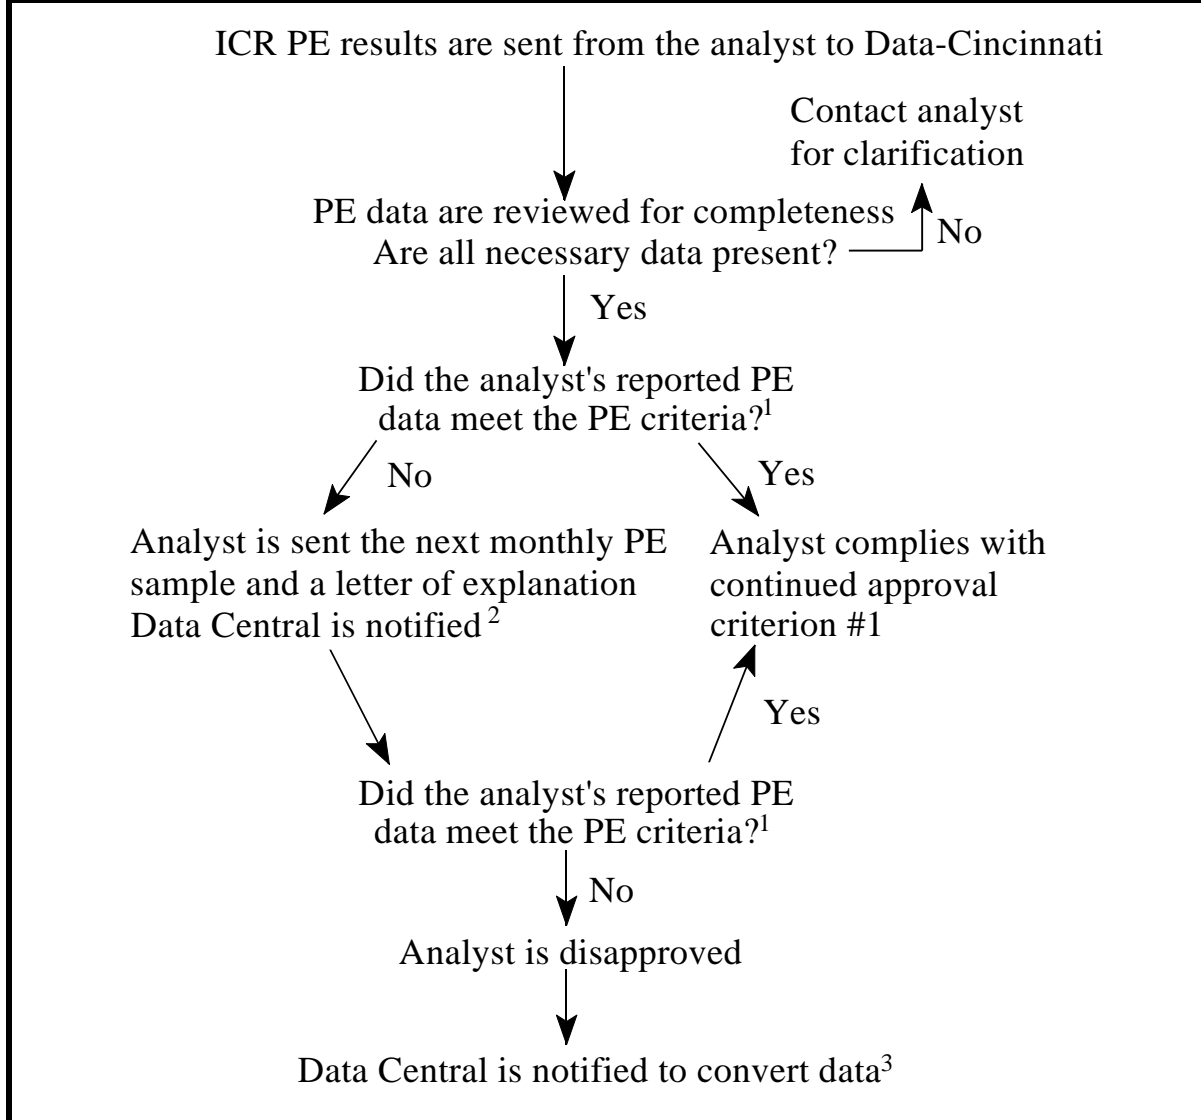 ICR PE results are sent from the analyst to Data-Cincinnati
Contact analyst
for clarification
PE data are reviewed for completeness
Are all necessary data present?
No
Yes
Did the analyst's reported PE
data meet the PE criteria?¹
No
Yes
Analyst is sent the next monthly PE
sample and a letter of explanation
Data Central is notified ²
Analyst complies with
continued approval
criterion #1
Yes
Did the analyst's reported PE
data meet the PE criteria?¹
No
Analyst is disapproved
Data Central is notified to convert data³